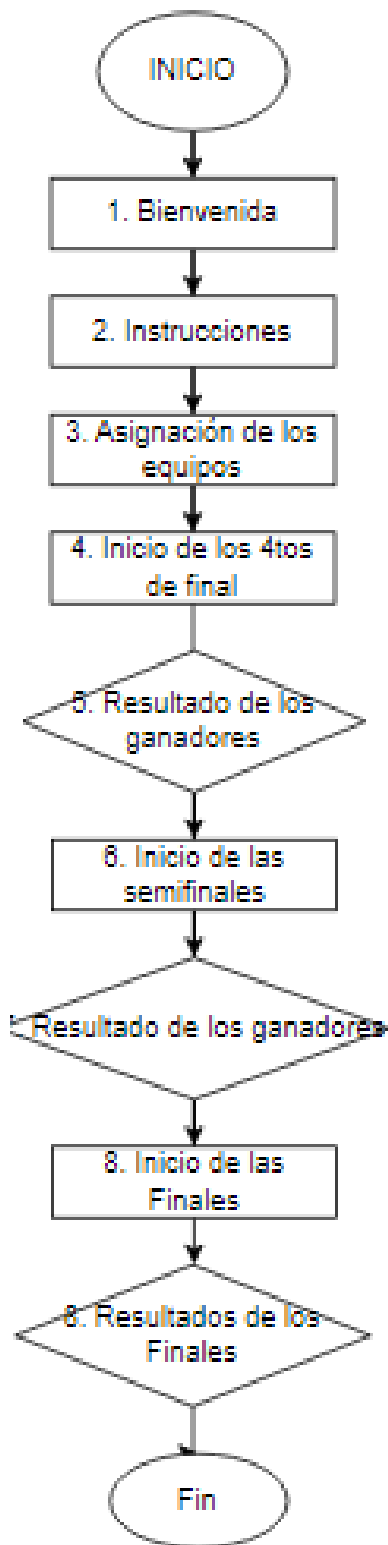 INICIO
1. Bienvenida
2. Instrucciones
3. Asignación de los
equipos
4. Inicio de los 4tos
de final
5. Resultado de los
ganadores
6. Inicio de las
semifinales
Resultado de los ganadores
8. Inicio de las
Finales
Resultados de los
Finales
Fin